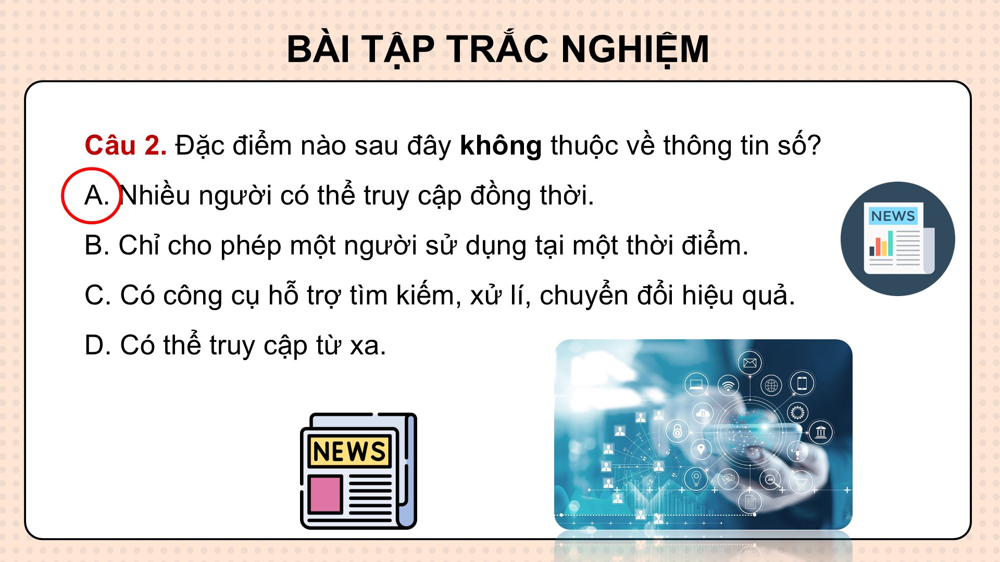 BÀI TẬP TRẮC NGHIỆM
Câu 2. Đặc điểm nào sau đây không thuộc về thông tin số?
A. Nhiều người có thể truy cập đồng thời.
B. Chỉ cho phép một người sử dụng tại một thời điểm.
C. Có công cụ hỗ trợ tìm kiếm, xử lí, chuyển đổi hiệu quả.
D. Có thể truy cập từ xa.
NEWS
NEWS